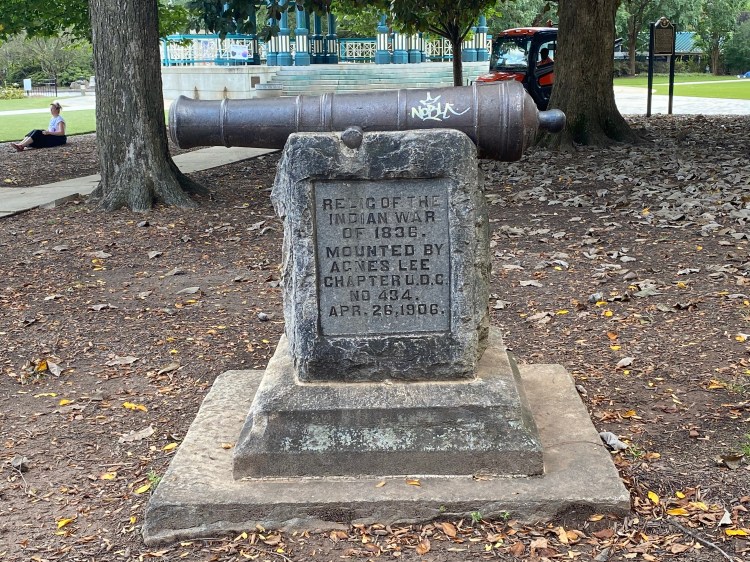 RELIC OF THE
INDIAN WAR
OF 1836.
MOUNTED BY
AGNES LEE
CHAPTER U.D.C.
NO 434.
APR. 26, 1906.